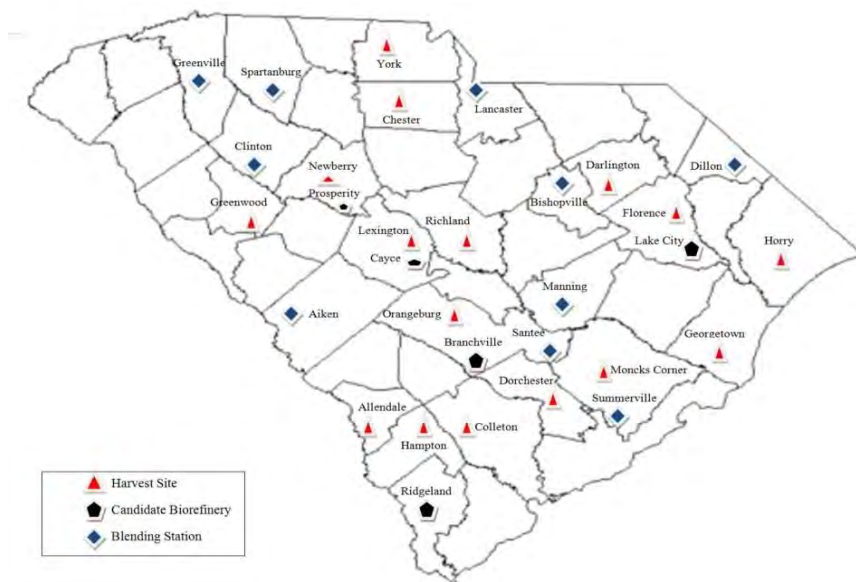 York
Greenville
Spartanburg
Lancaster
Chester
Clinton
Newberry
Darlington
Dillon
Prosperity
Bishopville
Greenwood
Richland
Florence
Lexington
Lake City
Horry
Cayce
Manning
Aiken
Orangeburg
Santee
Georgetown
Branchville
Moncks Corner
Dorchester
Summerville
Allendale
Colleton
Hampton
Ridgeland
Harvest Site
Candidate Biorefinery
Blending Station